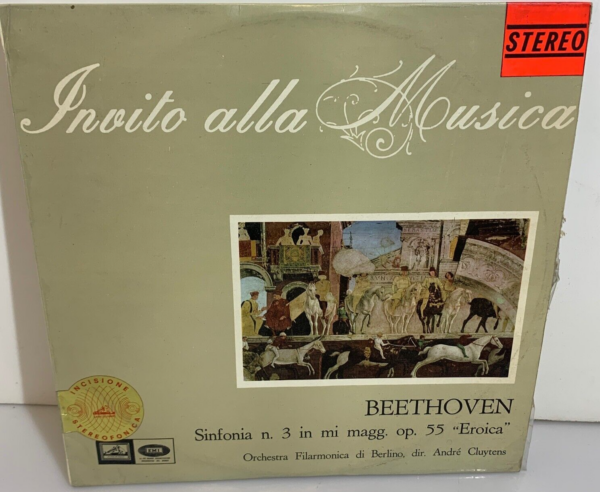 STEREO
Invito alla Musica
BEETHOVEN
Sinfonia n. 3 in mi magg. op. 55 “Eroica”
Orchestra Filarmonica di Berlino, dir. André Cluytens
INCISIONE
STEREOFONICA
EMI